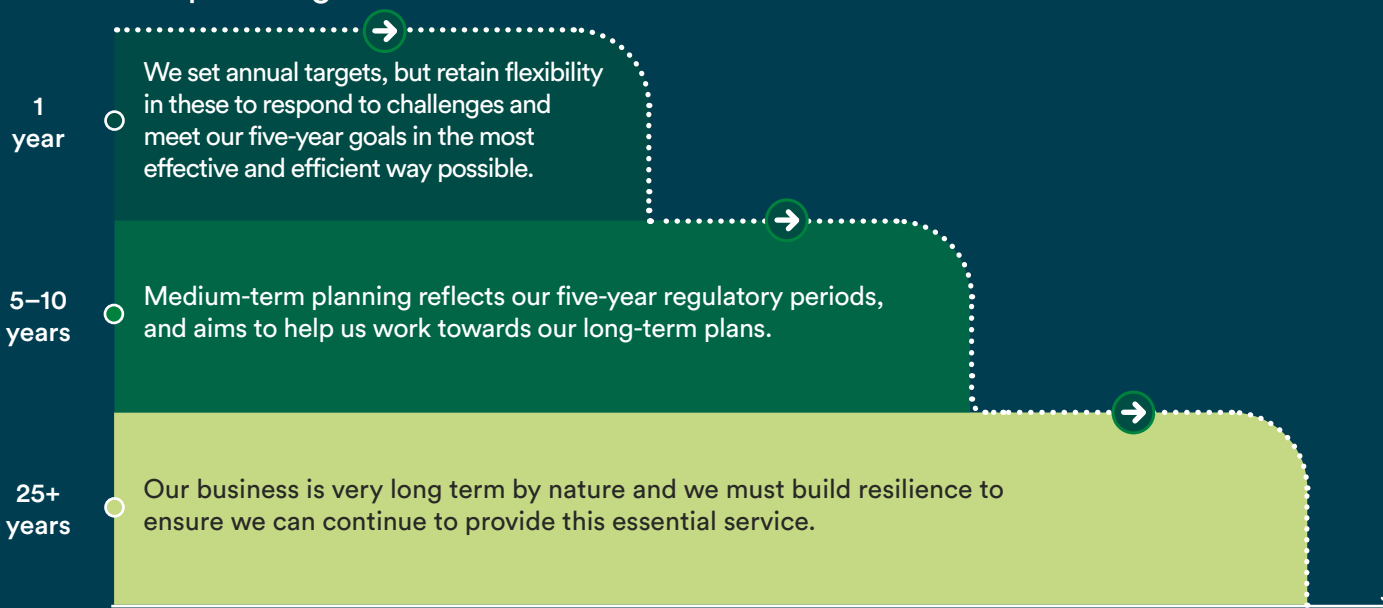 1
year
We set annual targets, but retain flexibility
in these to respond to challenges and
meet our five-year goals in the most
effective and efficient way possible.
5–10
years
Medium-term planning reflects our five-year regulatory periods,
and aims to help us work towards our long-term plans.
25+
years
Our business is very long term by nature and we must build resilience to
ensure we can continue to provide this essential service.